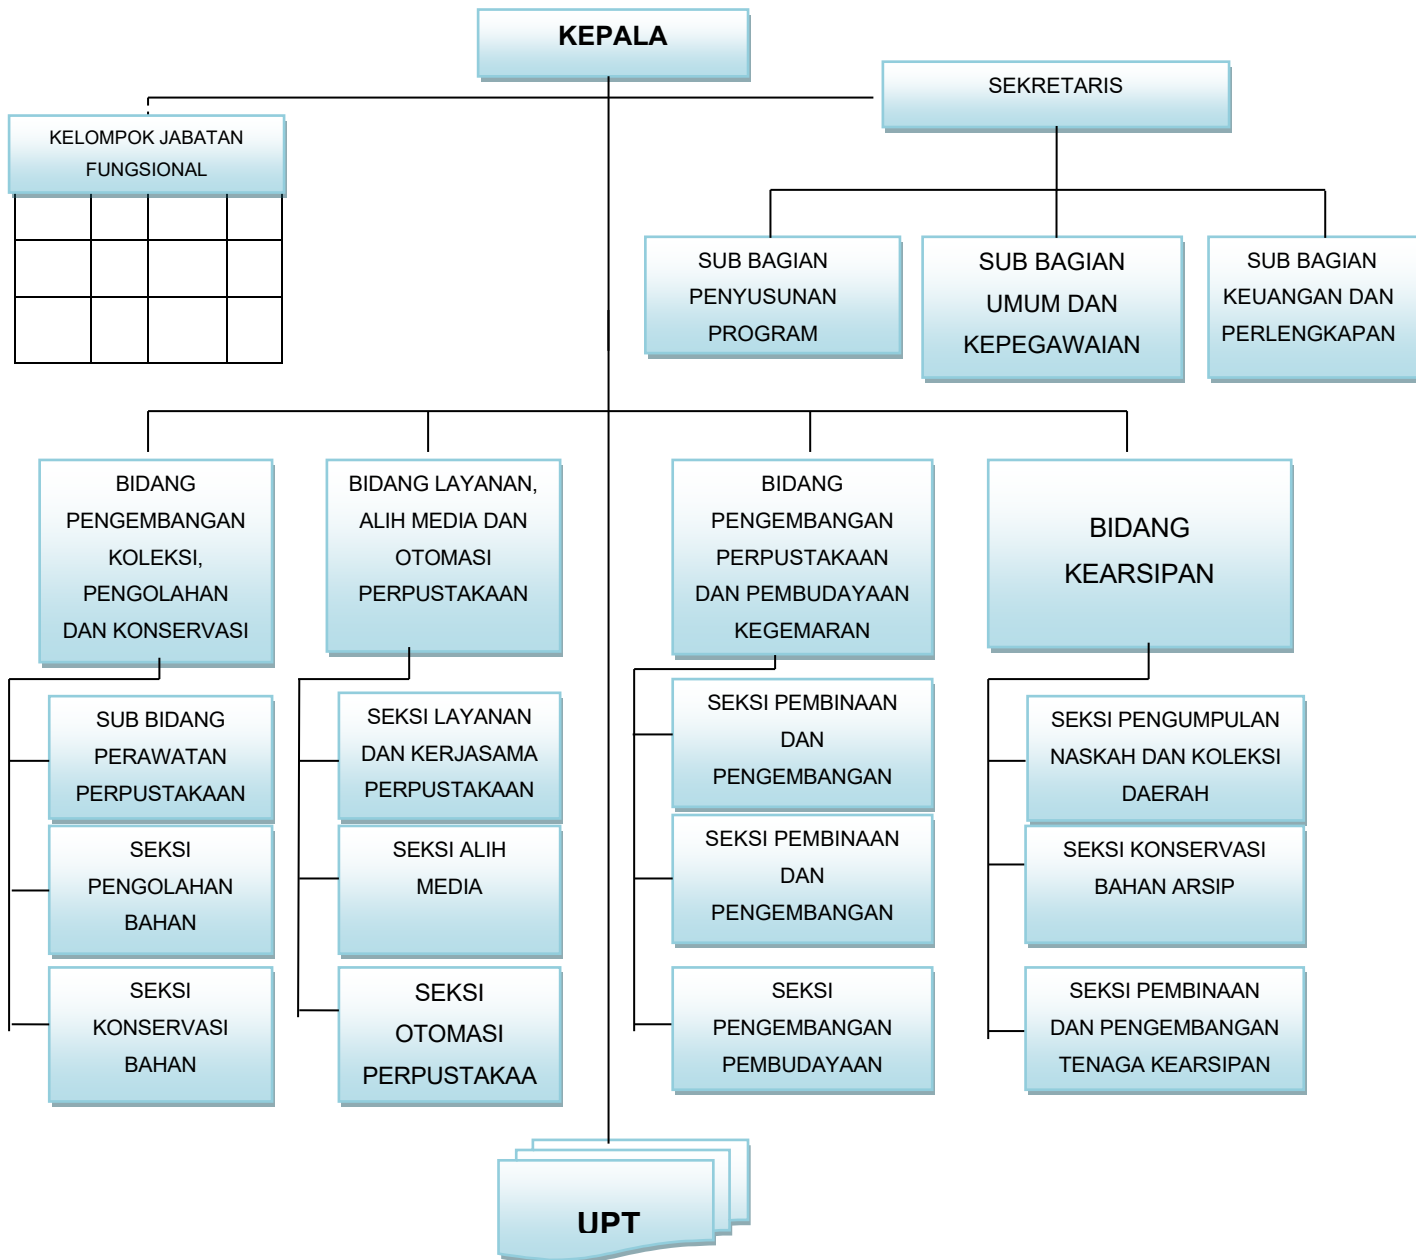 KEPALA
SEKRETARIS
KELOMPOK JABATAN
FUNGSIONAL
SUB BAGIAN
PENYUSUNAN
PROGRAM
SUB BAGIAN
UMUM DAN
KEPEGAWAIAN
SUB BAGIAN
KEUANGAN DAN
PERLENGKAPAN
BIDANG
PENGEMBANGAN
KOLEKSI,
PENGOLAHAN
DAN KONSERVASI
BIDANG LAYANAN,
ALIH MEDIA DAN
OTOMASI
PERPUSTAKAAN
BIDANG
PENGEMBANGAN
PERPUSTAKAAN
DAN PEMBUDAYAAN
KEGEMARAN
BIDANG
KEARSIPAN
SUB BIDANG
PERAWATAN
PERPUSTAKAAN
SEKSI LAYANAN
DAN KERJASAMA
PERPUSTAKAAN
SEKSI PEMBINAAN
DAN
PENGEMBANGAN
SEKSI PENGUMPULAN
NASKAH DAN KOLEKSI
DAERAH
SEKSI
PENGOLAHAN
BAHAN
SEKSI ALIH
MEDIA
SEKSI PEMBINAAN
DAN
PENGEMBANGAN
SEKSI KONSERVASI
BAHAN ARSIP
SEKSI
KONSERVASI
BAHAN
SEKSI
OTOMASI
PERPUSTAKAA
SEKSI
PENGEMBANGAN
PEMBUDAYAAN
SEKSI PEMBINAAN
DAN PENGEMBANGAN
TENAGA KEARSIPAN
UPT